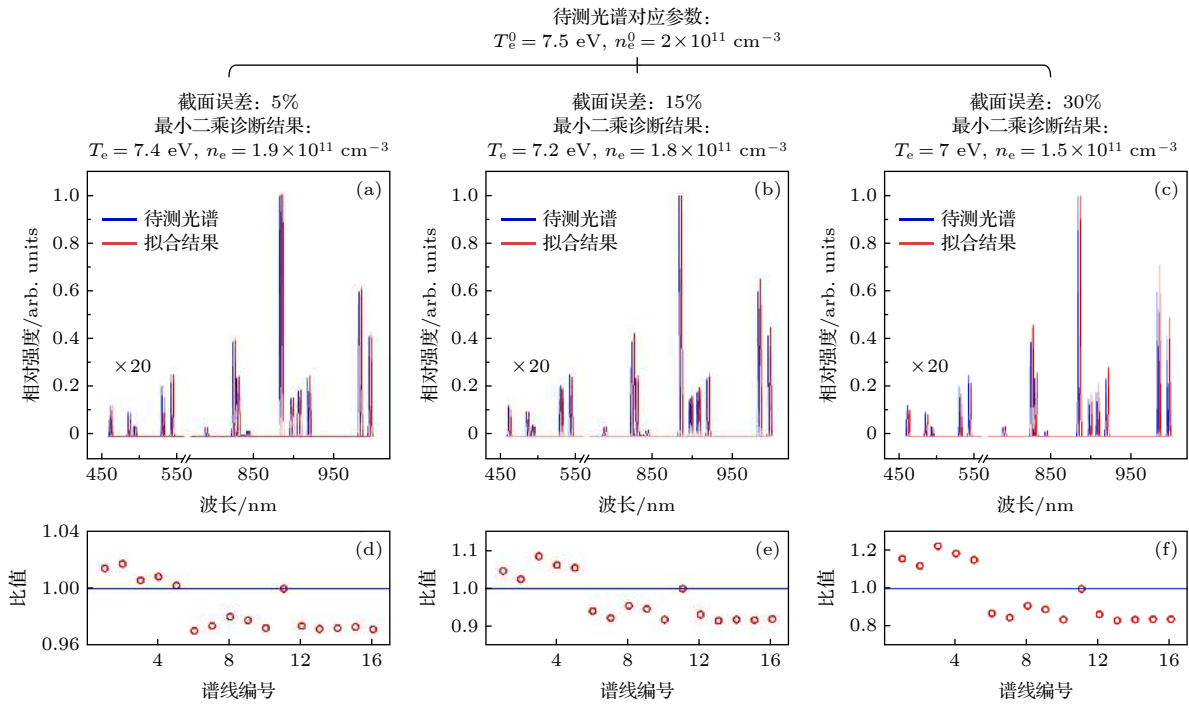 待测光谱对应参数：
T_e^0 = 7.5 eV, n_e^0 = 2×10^11 cm^−3
截面误差：5%
最小二乘诊断结果：
T_e = 7.4 eV, n_e = 1.9×10^11 cm^−3
截面误差：15%
最小二乘诊断结果：
T_e = 7.2 eV, n_e = 1.8×10^11 cm^−3
截面误差：30%
最小二乘诊断结果：
T_e = 7 eV, n_e = 1.5×10^11 cm^−3
(a)
待测光谱
拟合结果
×20
相对强度/arb. units
1.0
0.8
0.6
0.4
0.2
0
450 550 850 950
波长/nm
(b)
待测光谱
拟合结果
×20
相对强度/arb. units
1.0
0.8
0.6
0.4
0.2
0
450 550 850 950
波长/nm
(c)
待测光谱
拟合结果
×20
相对强度/arb. units
1.0
0.8
0.6
0.4
0.2
0
450 550 850 950
波长/nm
(d)
比值
1.04
1.00
0.96
4 8 12 16
谱线编号
(e)
比值
1.1
1.0
0.9
4 8 12 16
谱线编号
(f)
比值
1.2
1.0
0.8
4 8 12 16
谱线编号